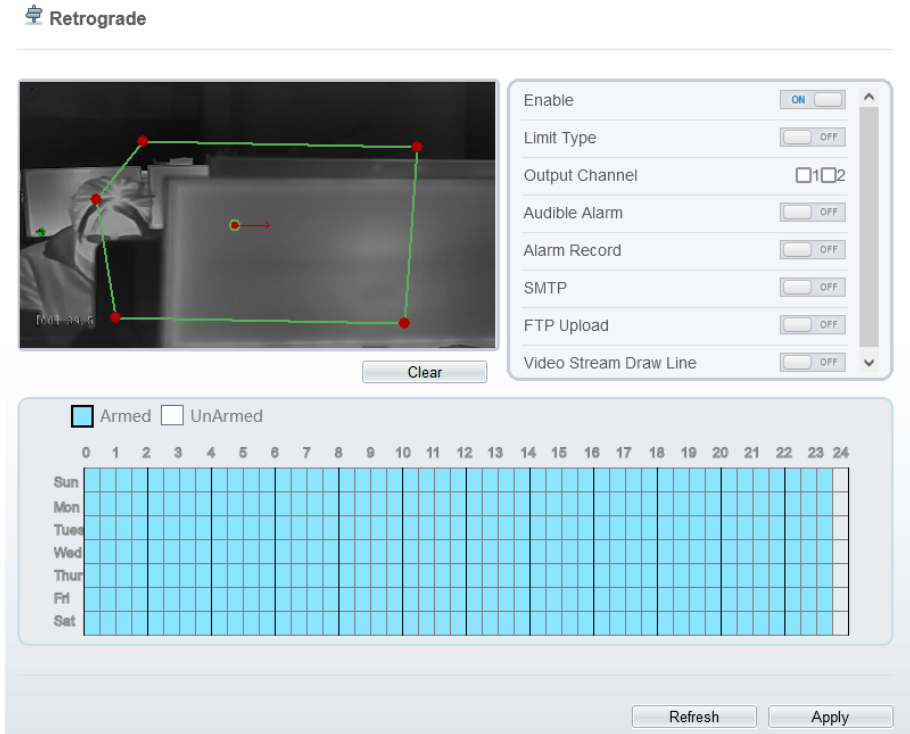 Retrograde
Enable ON
Limit Type OFF
Output Channel 1 2
Audible Alarm OFF
Alarm Record OFF
SMTP OFF
FTP Upload OFF
Video Stream Draw Line OFF
Clear
Armed UnArmed
0 1 2 3 4 5 6 7 8 9 10 11 12 13 14 15 16 17 18 19 20 21 22 23 24
Sun
Mon
Tues
Wed
Thur
Fri
Sat
Refresh Apply